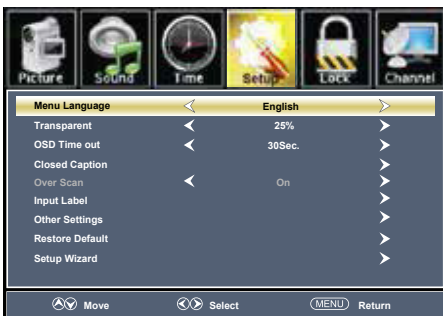 Picture Sound Time Setup Lock Channel
Menu Language English
Transparent 25%
OSD Time out 30Sec.
Closed Caption
Over Scan On
Input Label
Other Settings
Restore Default
Setup Wizard
Move Select MENU Return